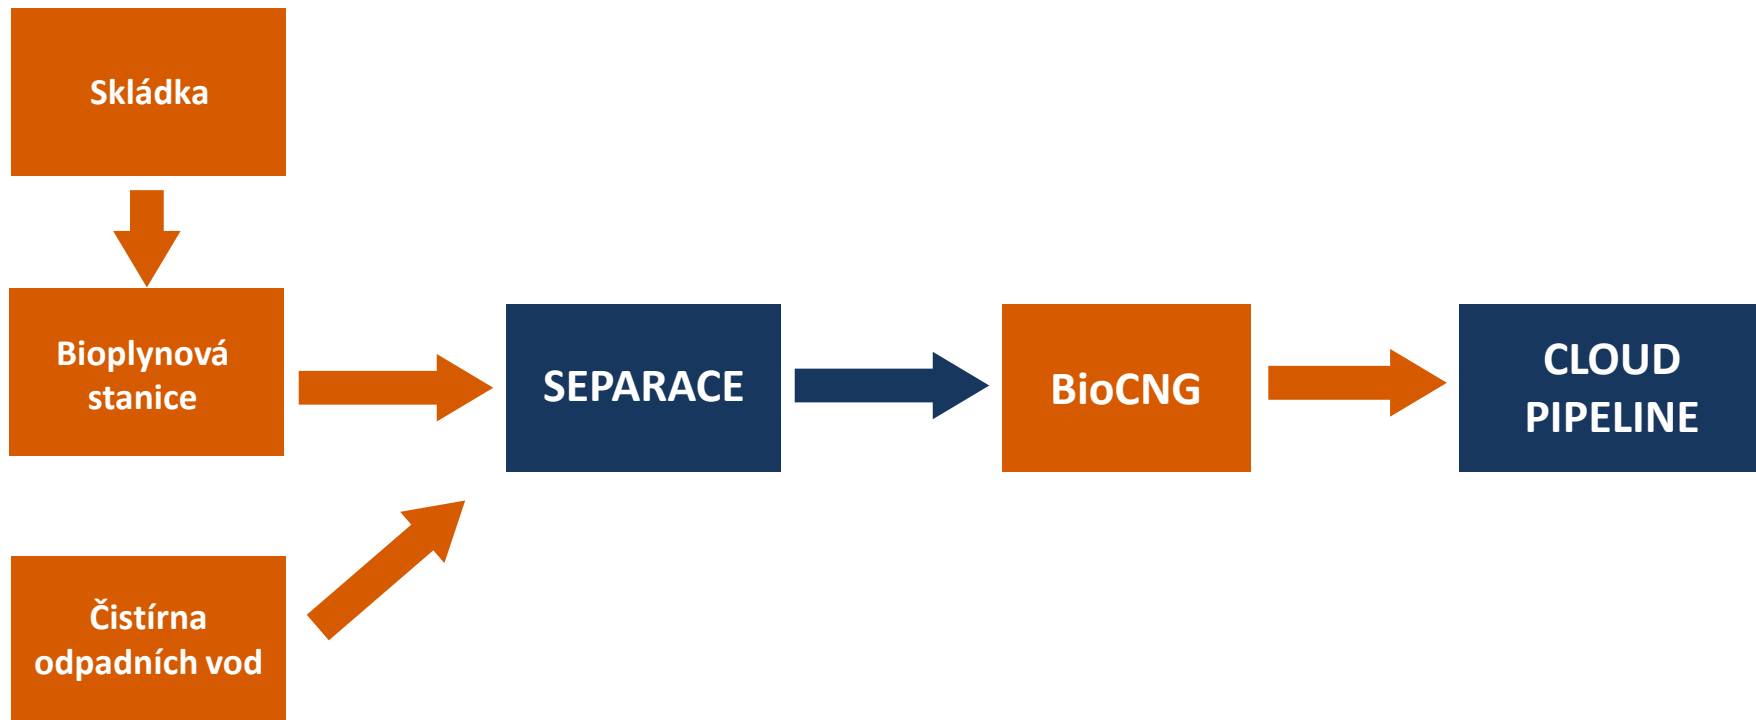 Skládka
Bioplynová
stanice
SEPARACE
BioCNG
CLOUD
PIPELINE
Čistírna
odpadních vod